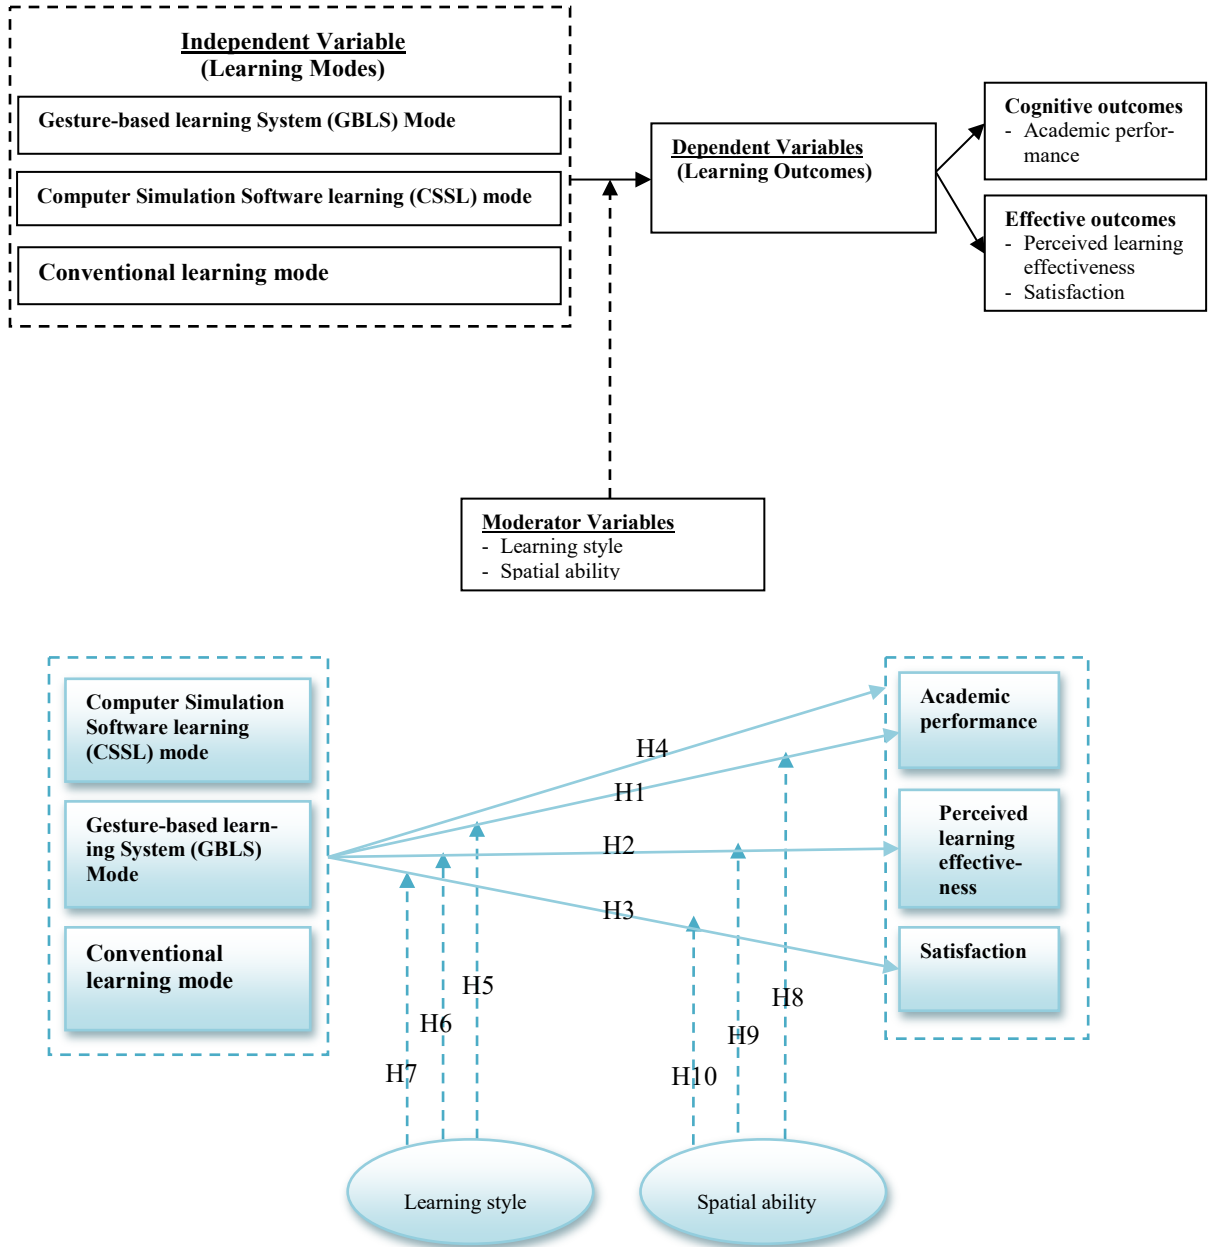 Independent Variable
(Learning Modes)
Gesture-based learning System (GBLS) Mode
Computer Simulation Software learning (CSSL) mode
Conventional learning mode
Dependent Variables
(Learning Outcomes)
Cognitive outcomes
- Academic perfor-
mance
Effective outcomes
- Perceived learning
effectiveness
- Satisfaction
Moderator Variables
- Learning style
- Spatial ability
Computer Simulation
Software learning
(CSSL) mode
Gesture-based learn-
ing System (GBLS)
Mode
Conventional
learning mode
H4
H1
H2
H3
H5
H6
H7
H8
H9
H10
Academic
performance
Perceived
learning
effective-
ness
Satisfaction
Learning style
Spatial ability